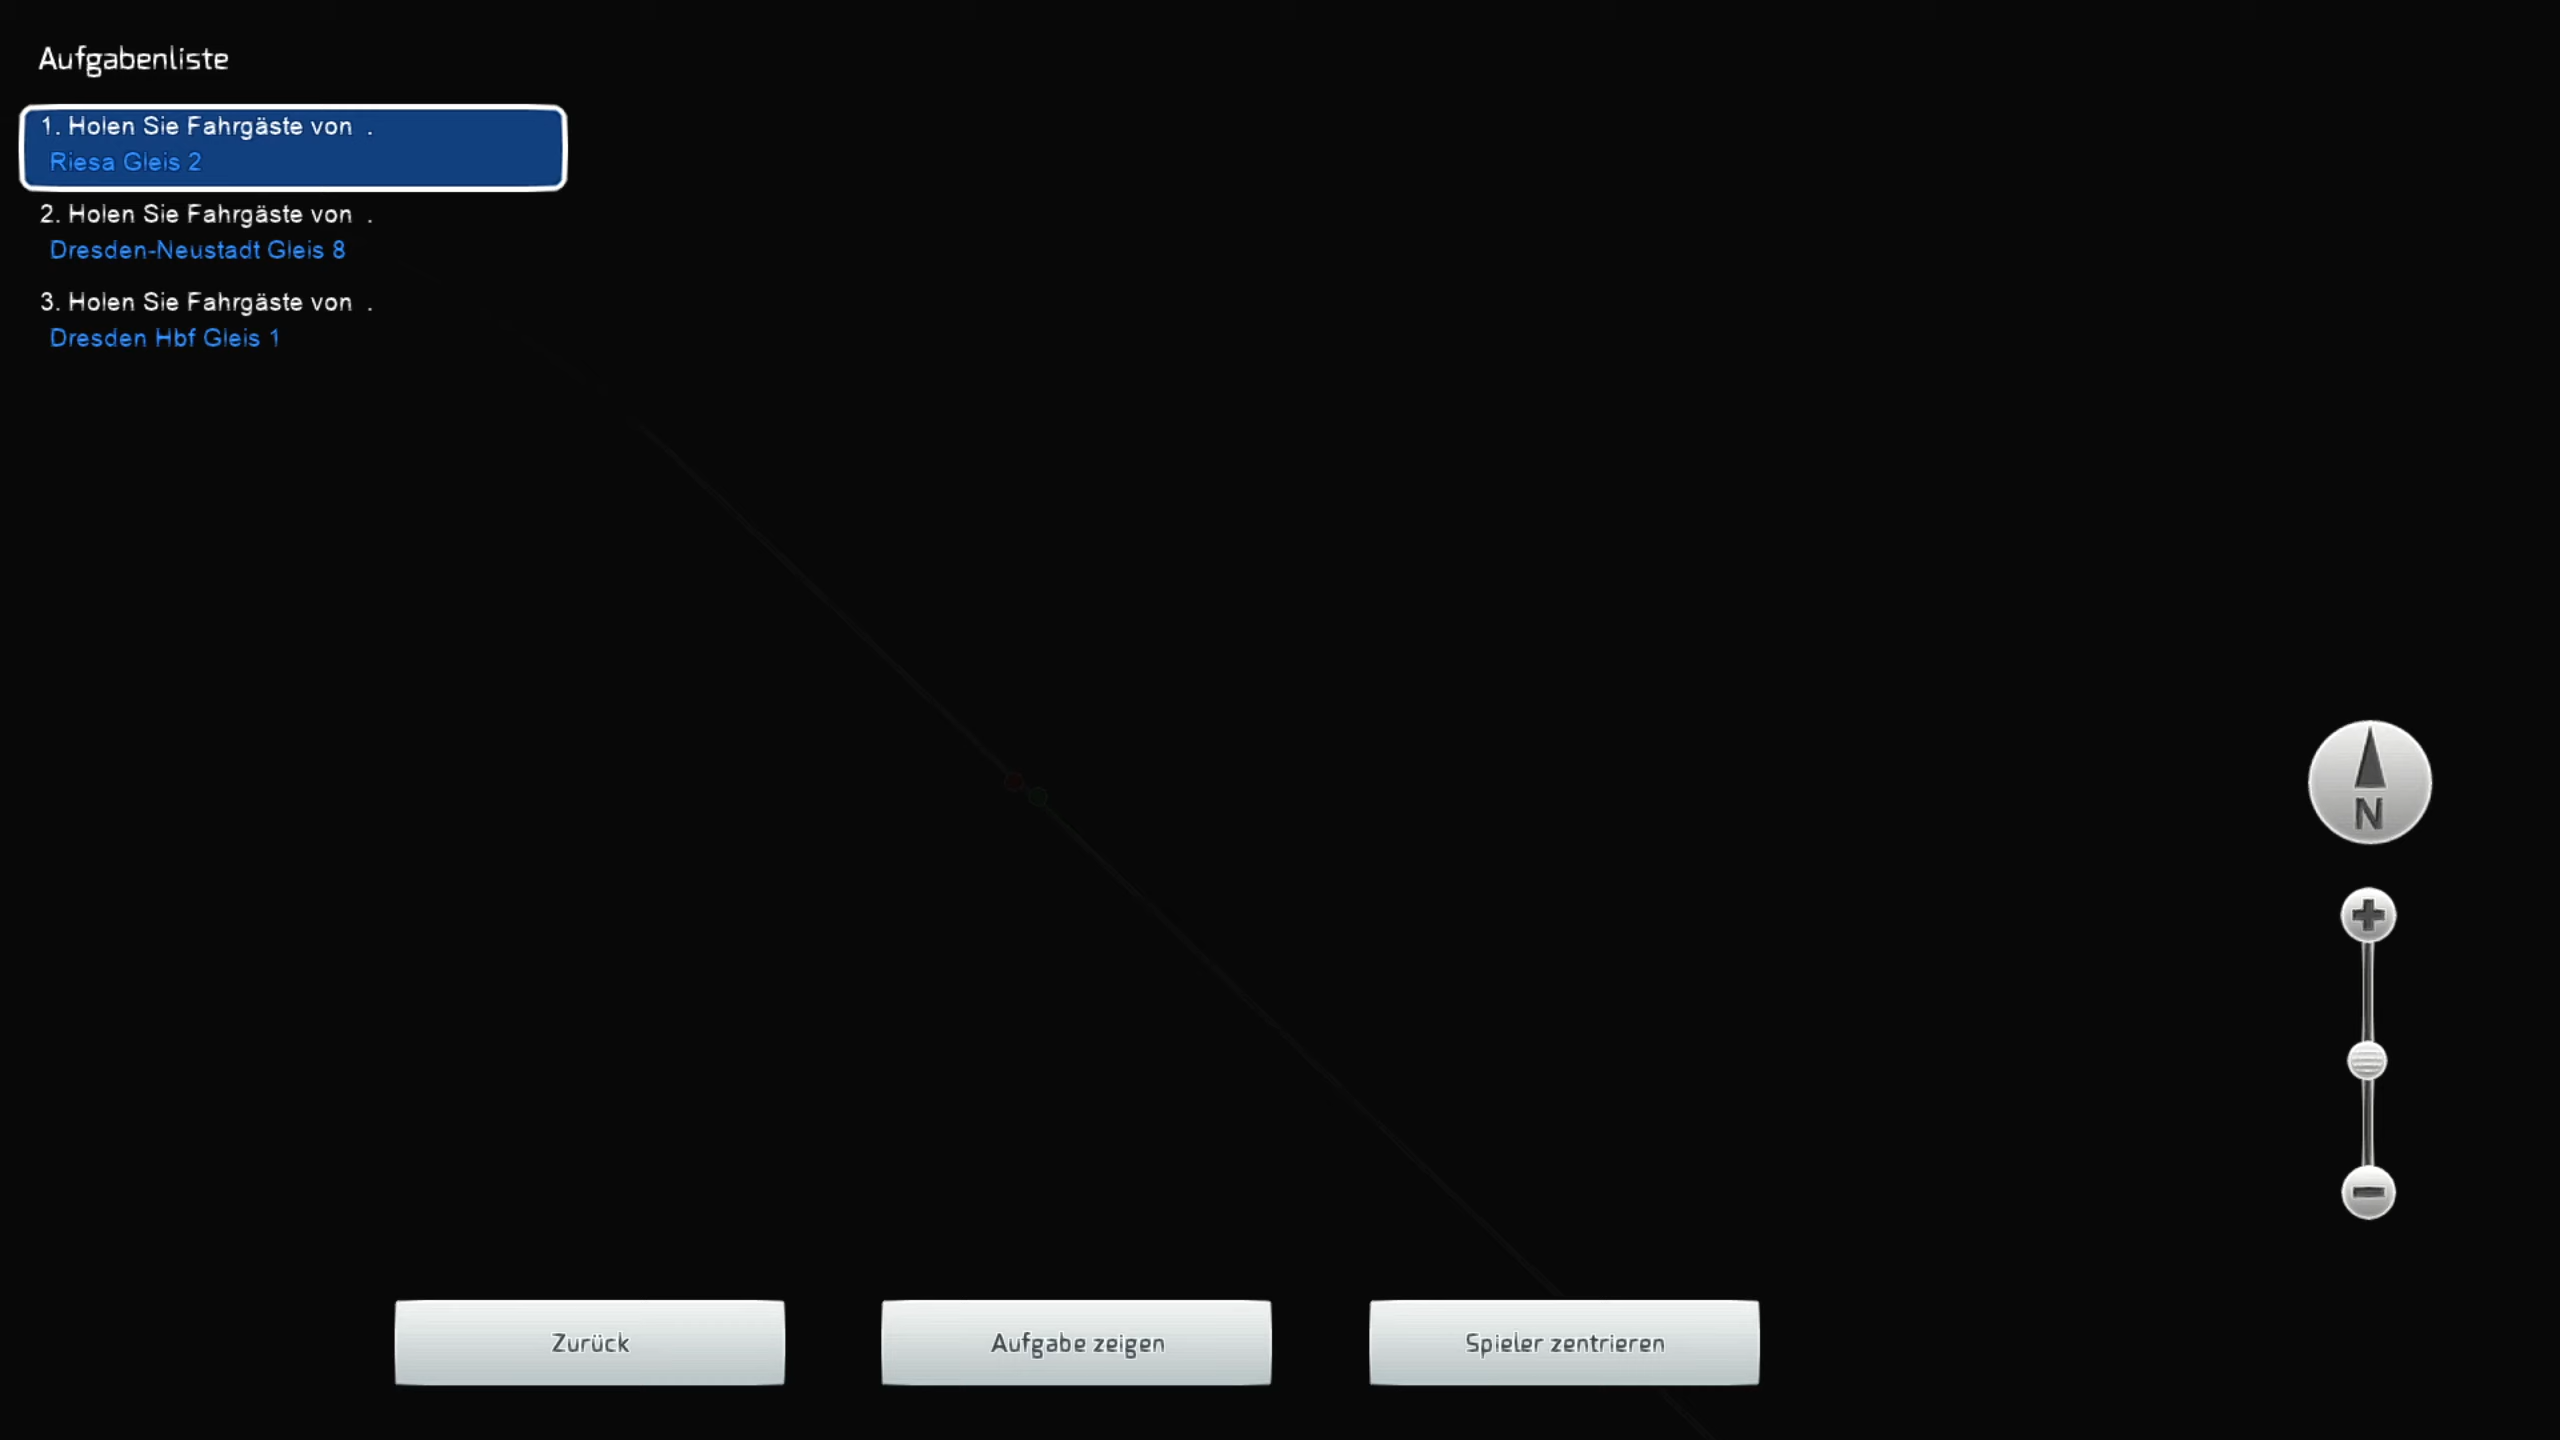 Aufgabenliste
1. Holen Sie Fahrgäste von .
Riesa Gleis 2
2. Holen Sie Fahrgäste von .
Dresden-Neustadt Gleis 8
3. Holen Sie Fahrgäste von .
Dresden Hbf Gleis 1
N
Zurück
Aufgabe zeigen
Spieler zentrieren